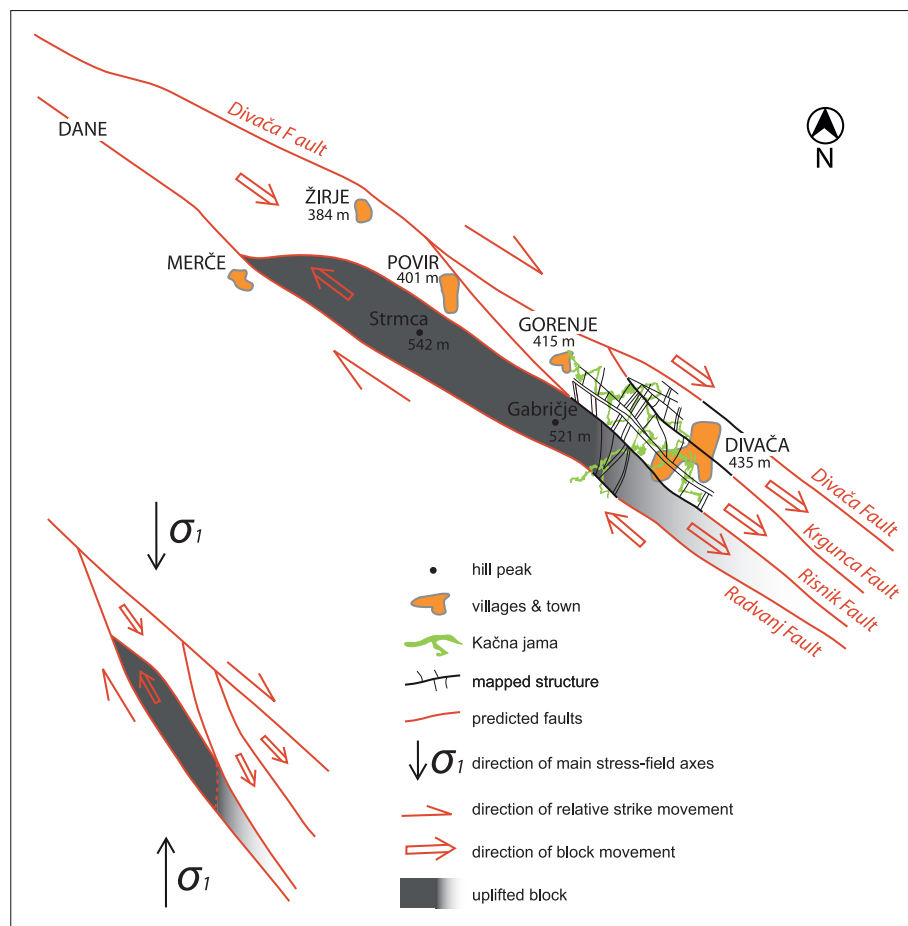 Divača Fault
DANE
N
ŽIRJE
384 m
MERČE
POVIR
401 m
Strmca
542 m
GORENJE
415 m
Gabričje
521 m
DIVAČA
435 m
Divača Fault
Krgunca Fault
Risnik Fault
Radvanj Fault
σ1
σ1
hill peak
villages & town
Kačna jama
mapped structure
predicted faults
σ1 direction of main stress-field axes
direction of relative strike movement
direction of block movement
uplifted block